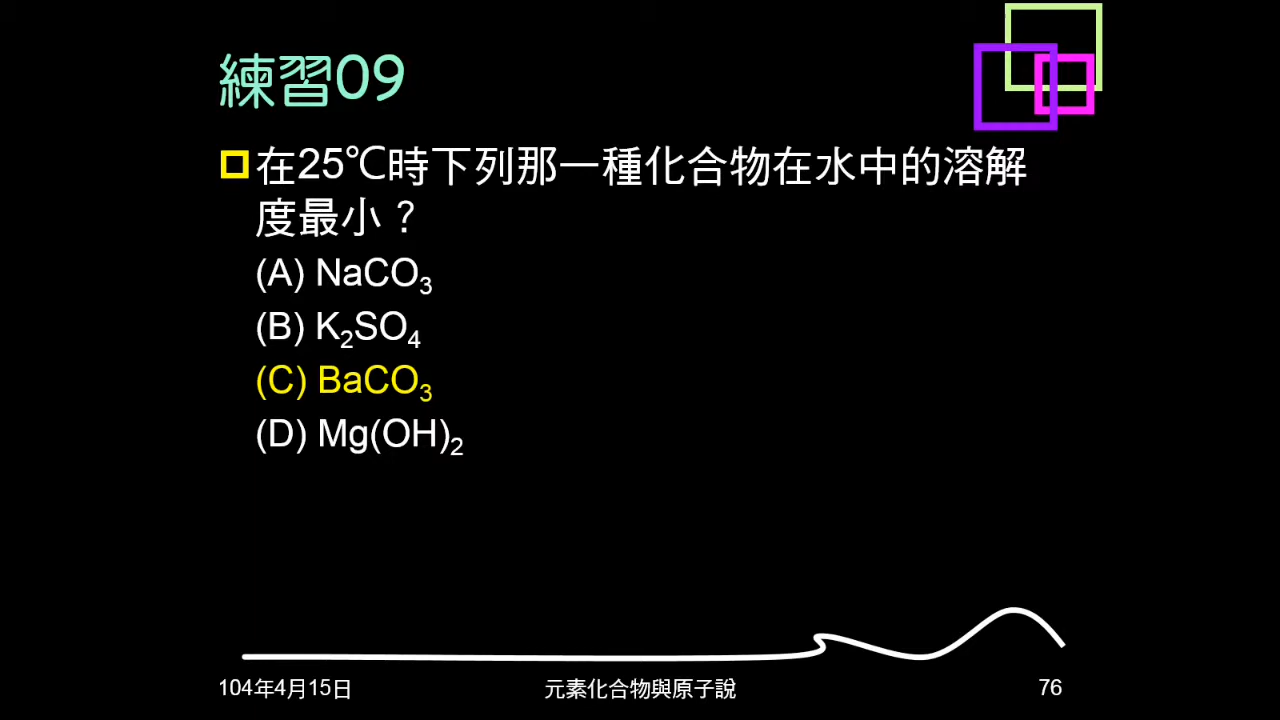 練習09
在25℃時下列那一種化合物在水中的溶解
度最小？
(A) NaCO₃
(B) K₂SO₄
(C) BaCO₃
(D) Mg(OH)₂
104年4月15日
元素化合物與原子說
76